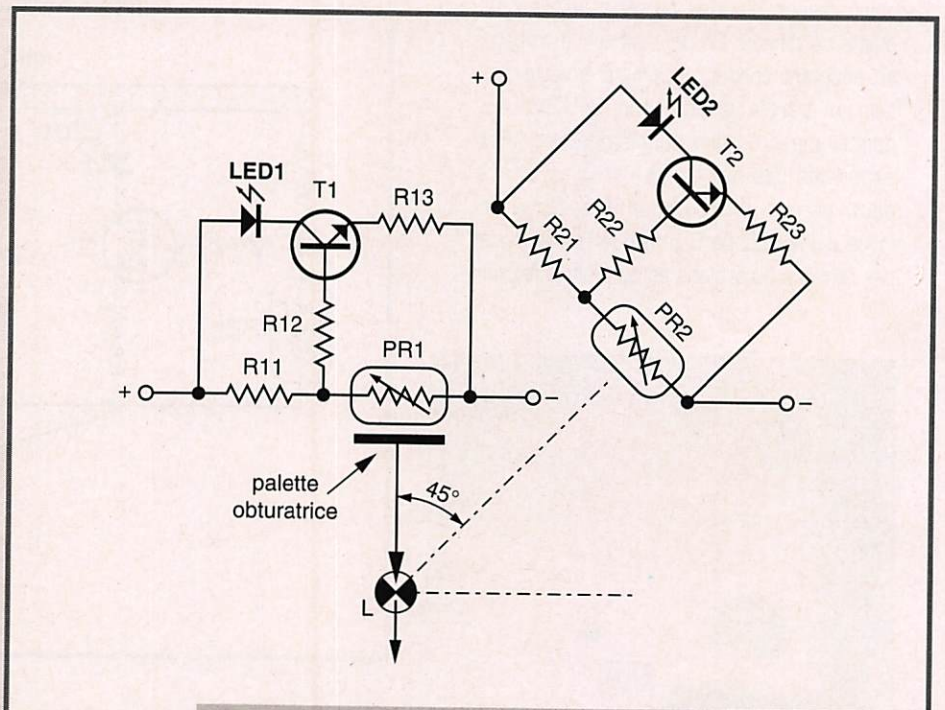 +
LED2
T2
LED1
T1
R13
R22
R23
R21
R12
PR2
R11
PR1
+
–
–
palette
obturatrice
45°
L